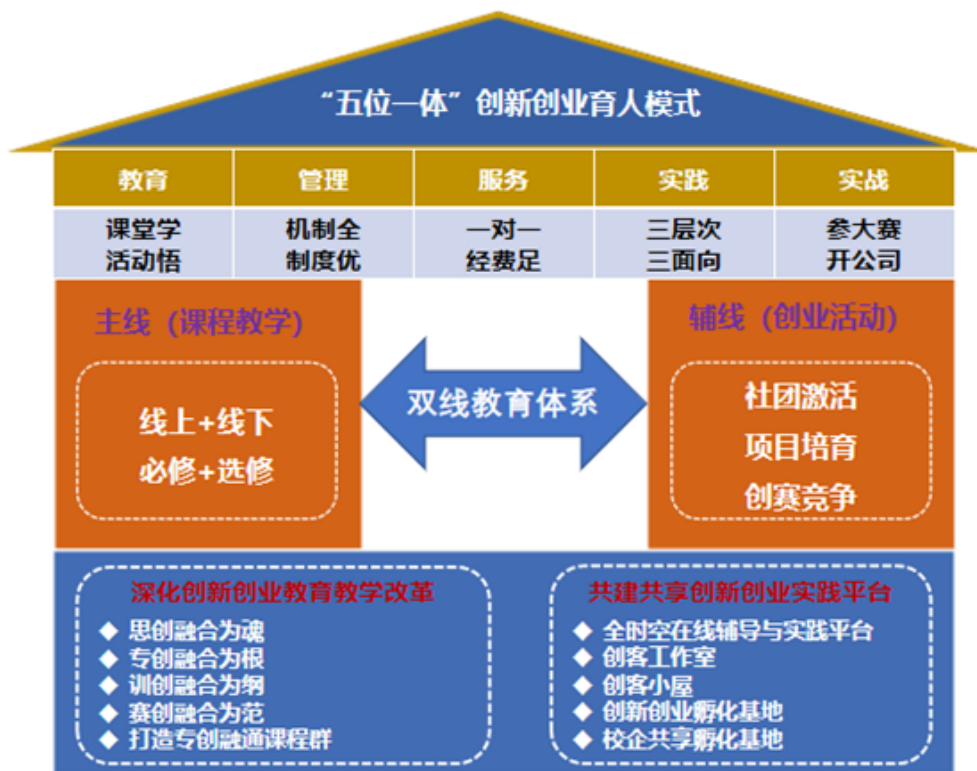 “五位一体”创新创业育人模式
教育 管理 服务 实践 实战
课堂学 机制全 一对一 三层次 参大赛
活动悟 制度优 经费足 三面向 开公司
主线（课程教学）
线上+线下
必修+选修
双线教育体系
辅线（创业活动）
社团激活
项目培育
创赛竞争
深化创新创业教育教学改革
◆ 思创融合为魂
◆ 专创融合为根
◆ 训创融合为纲
◆ 赛创融合为范
◆ 打造专创融通课程群
共建共享创新创业实践平台
◆ 全时空在线辅导与实践平台
◆ 创客工作室
◆ 创客小屋
◆ 创新创业孵化基地
◆ 校企共享孵化基地